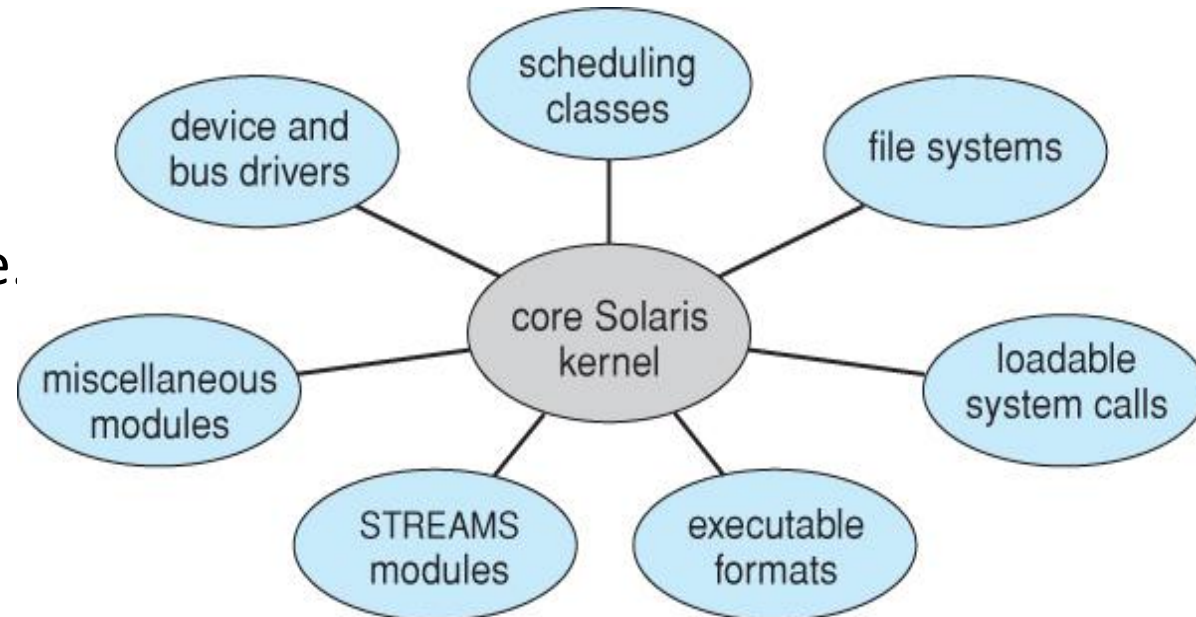 scheduling
classes
device and
bus drivers
file systems
e.
core Solaris
kernel
miscellaneous
modules
loadable
system calls
STREAMS
modules
executable
formats